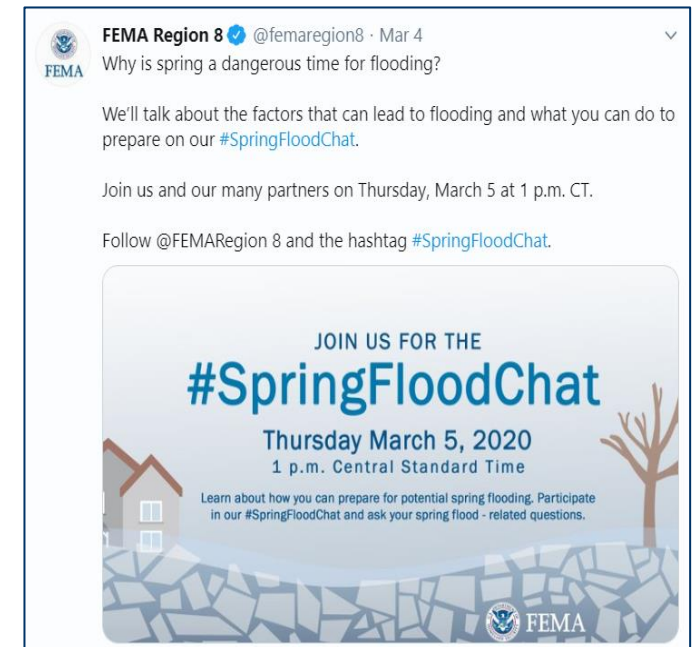 FEMA Region 8 @femaregion8 · Mar 4
FEMA
Why is spring a dangerous time for flooding?
We'll talk about the factors that can lead to flooding and what you can do to
prepare on our #SpringFloodChat.
Join us and our many partners on Thursday, March 5 at 1 p.m. CT.
Follow @FEMARegion 8 and the hashtag #SpringFloodChat.
JOIN US FOR THE
#SpringFloodChat
Thursday March 5, 2020
1 p.m. Central Standard Time
Learn about how you can prepare for potential spring flooding. Participate
in our #SpringFloodChat and ask your spring flood - related questions.
FEMA